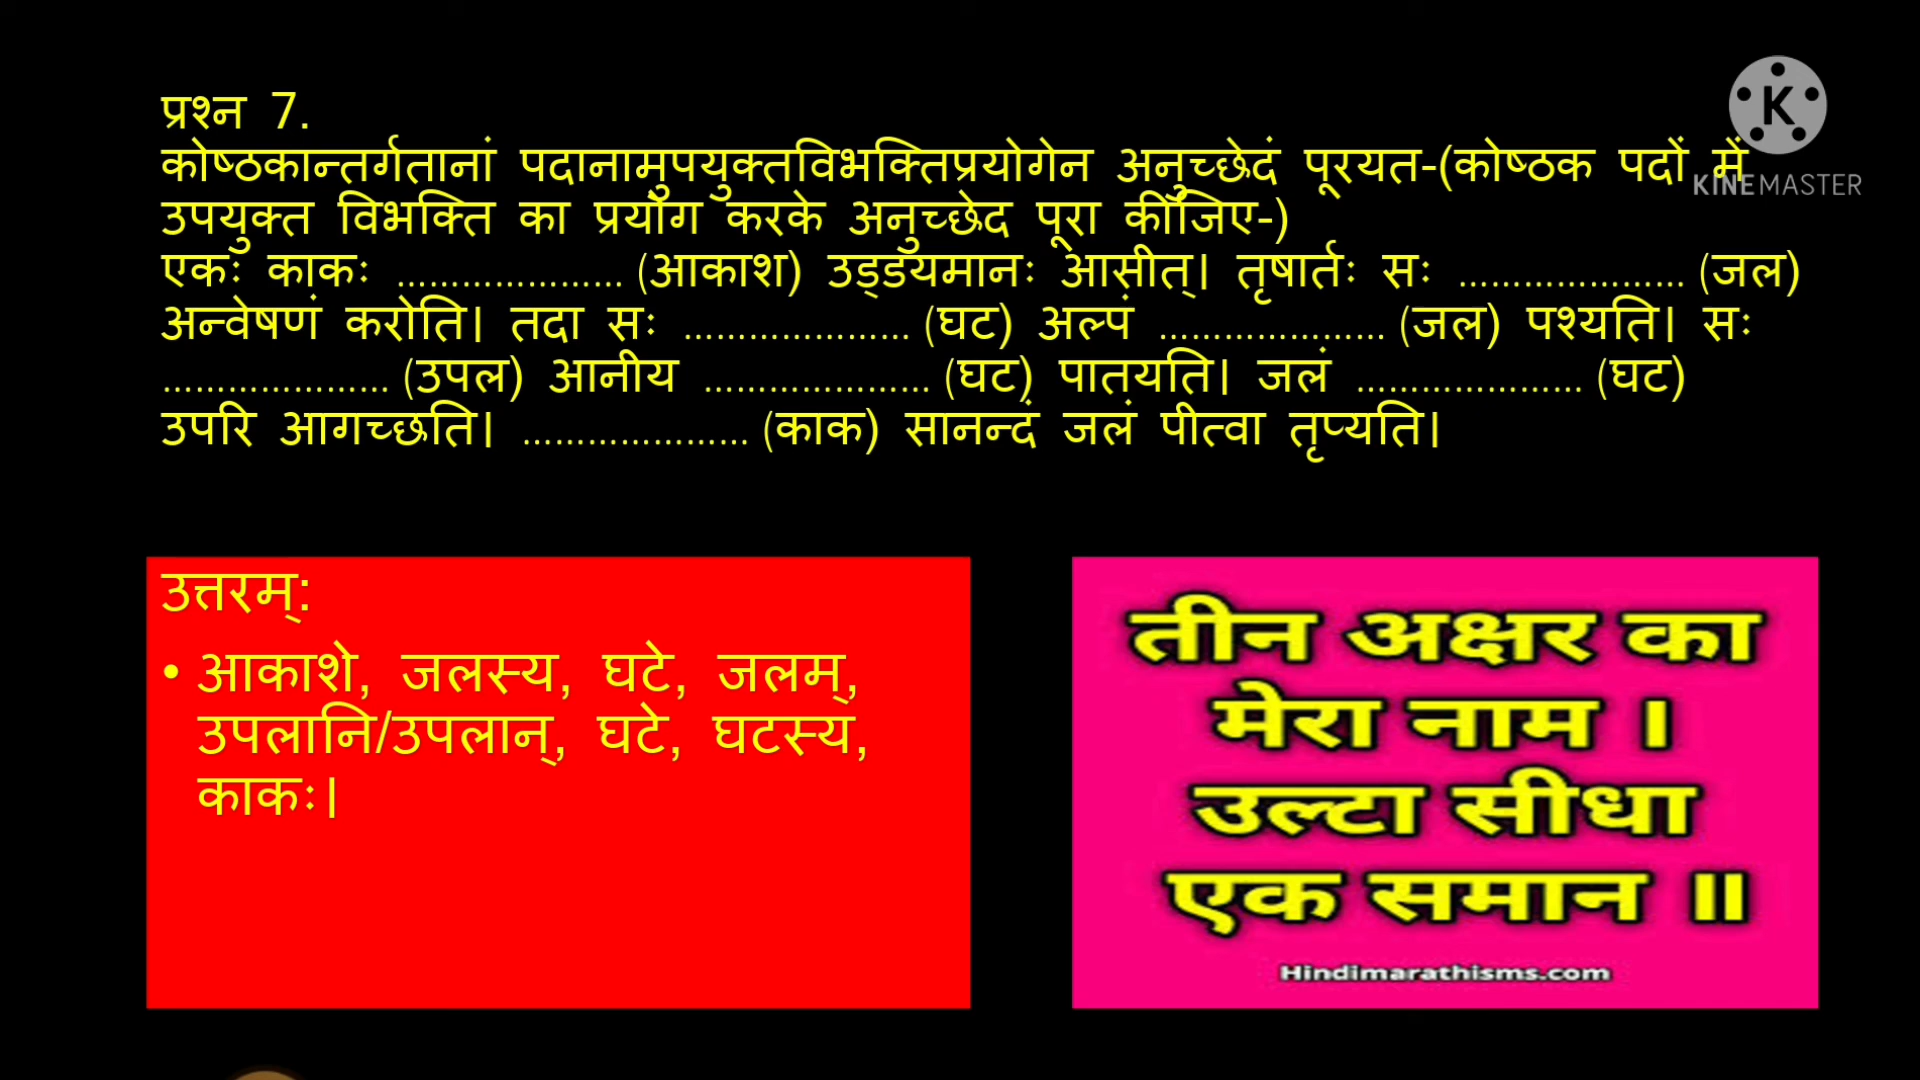 प्रश्न 7.
कोष्ठकान्तर्गतानां पदानामुपयुक्तविभक्तिप्रयोगेन अनुच्छेदं पूरयत-(कोष्ठक पदों में
उपयुक्त विभक्ति का प्रयोग करके अनुच्छेद पूरा कीजिए-)
एकः काकः ………………… (आकाश) उड्डयमानः आसीत्। तृषार्तः सः ………………… (जल)
अन्वेषणं करोति। तदा सः ………………… (घट) अल्पं ………………… (जल) पश्यति। सः
………………… (उपल) आनीय ………………… (घट) पातयति। जलं ………………… (घट)
उपरि आगच्छति। ………………… (काक) सानन्दं जलं पीत्वा तृप्यति।
K
KINEMASTER
उत्तरम्:
• आकाशे, जलस्य, घटे, जलम्,
उपलानि/उपलान्, घटे, घटस्य,
काकः।
तीन अक्षर का
मेरा नाम ।
उल्टा सीधा
एक समान ॥
Hindimarathisms.com